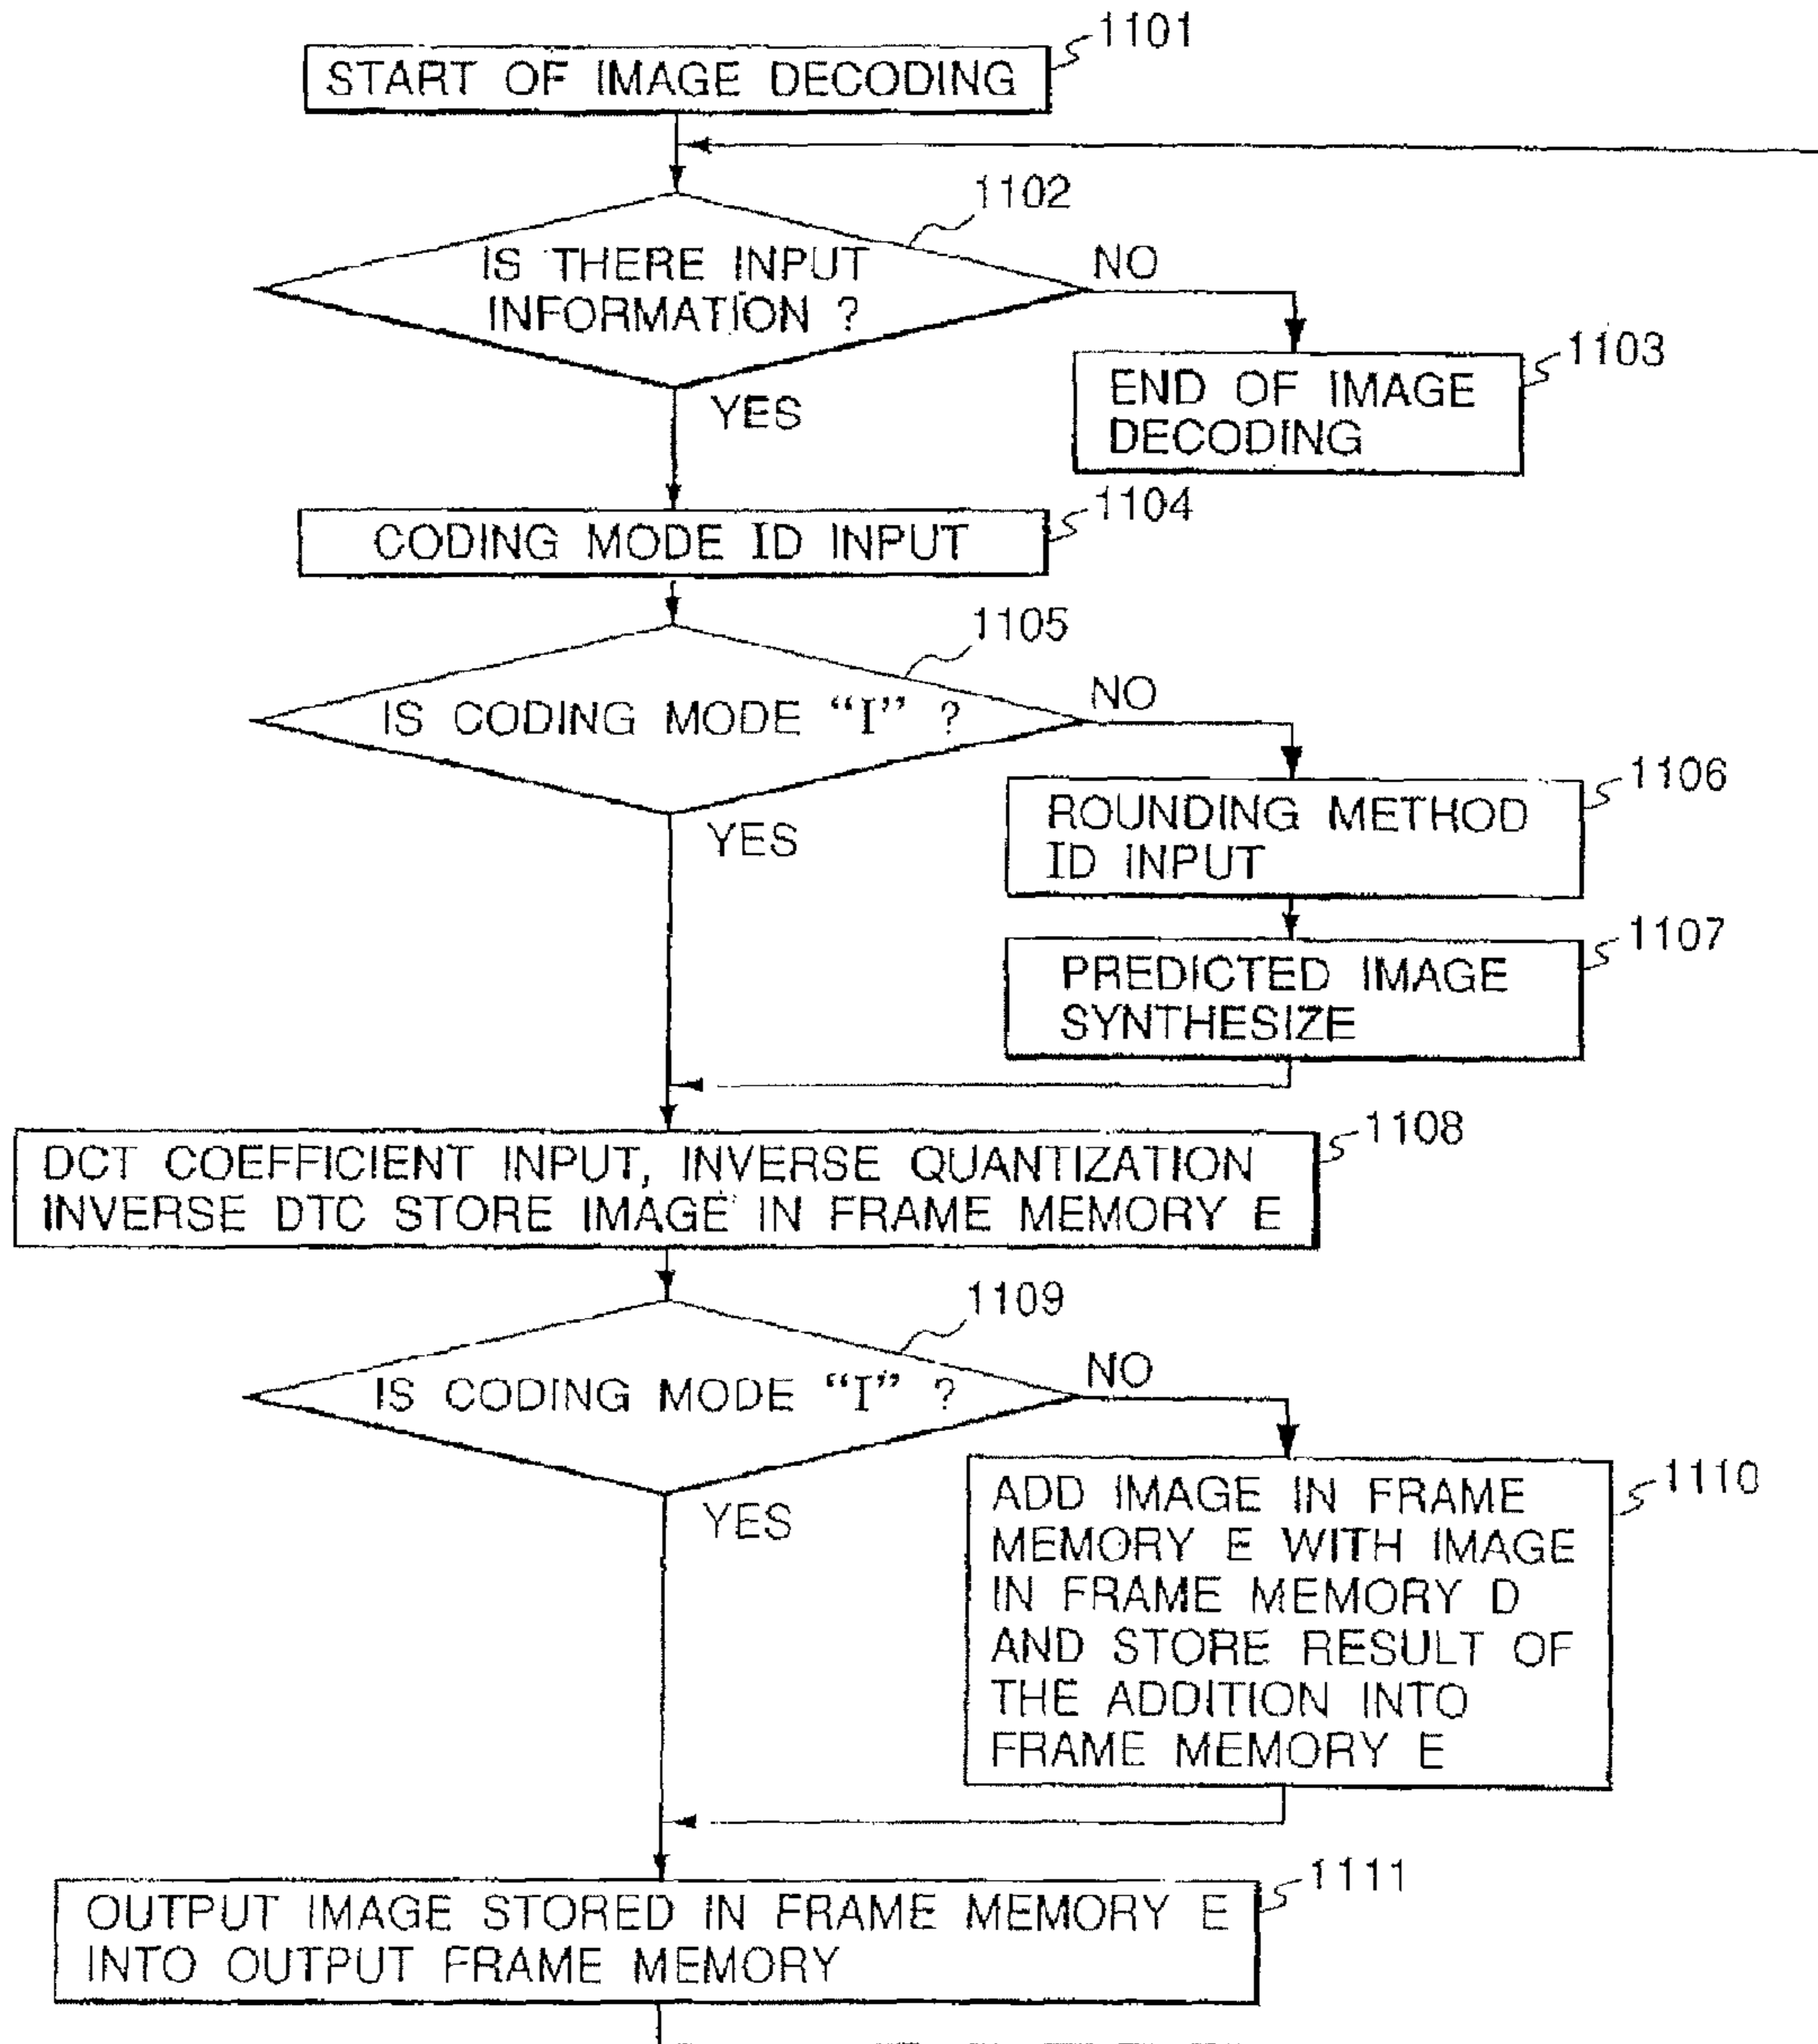 1101
START OF IMAGE DECODING
1102
IS THERE INPUT
INFORMATION ?
NO
1103
END OF IMAGE
DECODING
YES
1104
CODING MODE ID INPUT
1105
IS CODING MODE “I” ?
NO
1106
ROUNDING METHOD
ID INPUT
YES
1107
PREDICTED IMAGE
SYNTHESIZE
1108
DCT COEFFICIENT INPUT, INVERSE QUANTIZATION
INVERSE DTC STORE IMAGE IN FRAME MEMORY E
1109
IS CODING MODE “I” ?
NO
1110
ADD IMAGE IN FRAME
MEMORY E WITH IMAGE
IN FRAME MEMORY D
AND STORE RESULT OF
THE ADDITION INTO
FRAME MEMORY E
YES
1111
OUTPUT IMAGE STORED IN FRAME MEMORY E
INTO OUTPUT FRAME MEMORY